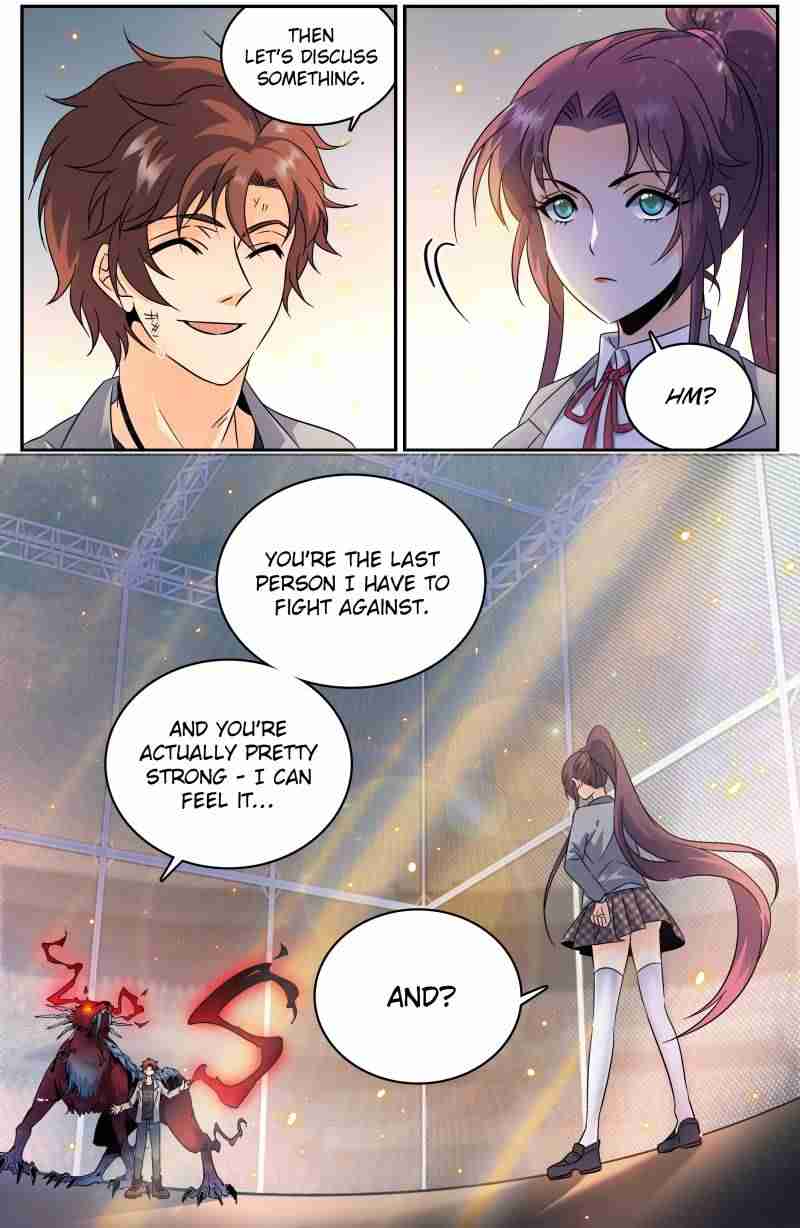 THEN
LET'S DISCUSS
SOMETHING.
HM?
YOU'RE THE LAST
PERSON I HAVE TO
FIGHT AGAINST.
AND YOU'RE
ACTUALLY PRETTY
STRONG - I CAN
FEEL IT...
AND?